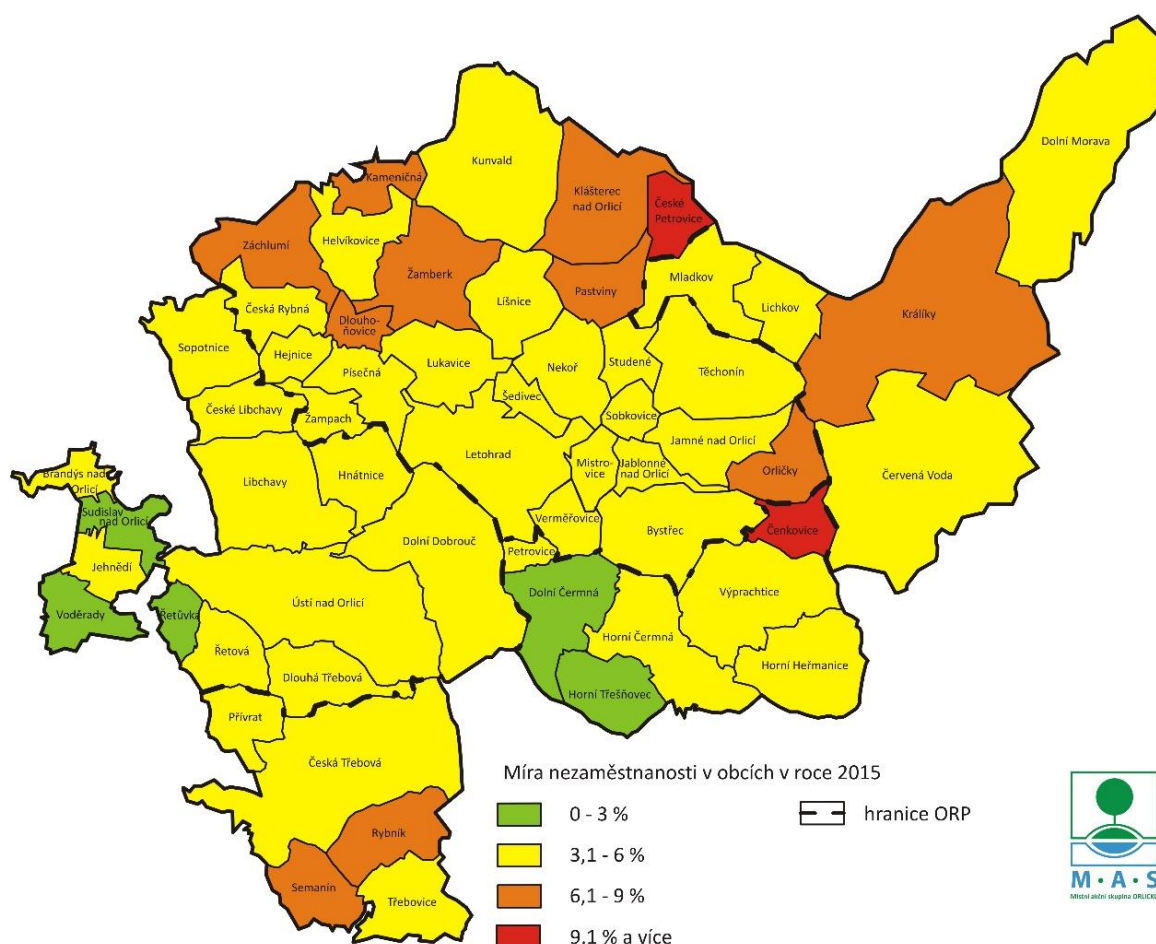 Dolní Morava
Kunvald
Kameničná
Klášterec
nad Orlicí
České
Petrovice
Záchlumí
Helvíkovice
Žamberk
Mladkov
Pastviny
Líšnice
Lichkov
Česká Rybná
Dlouho-
ňovice
Králíky
Sopotnice
Hejnice
Písečná
Lukavice
Nekoř
Studené
Těchonín
Šedivec
České Libchavy
Žampach
Sobkovice
Letohrad
Jamné nad Orlicí
Mistro-
vice
Jablonné
nad Orlicí
Orličky
Červená Voda
Brandýs nad
Orlicí
Libchavy
Hnátnice
Sudislav
nad Orlicí
Verměřovice
Bystřec
Čenkovice
Dolní Dobrouč
Petrovice
Jehnědí
Dolní Čermná
Výprachtice
Ústí nad Orlicí
Voděrady
Řetůvka
Horní Čermná
Řetová
Dlouhá Třebová
Horní Třešňovec
Horní Heřmanice
Přívrat
Česká Třebová
Rybník
Semanín
Třebovice
Míra nezaměstnanosti v obcích v roce 2015
0 - 3 %
hranice ORP
3,1 - 6 %
6,1 - 9 %
9,1 % a více
M • A • S
Místní akční skupina ORLICKO